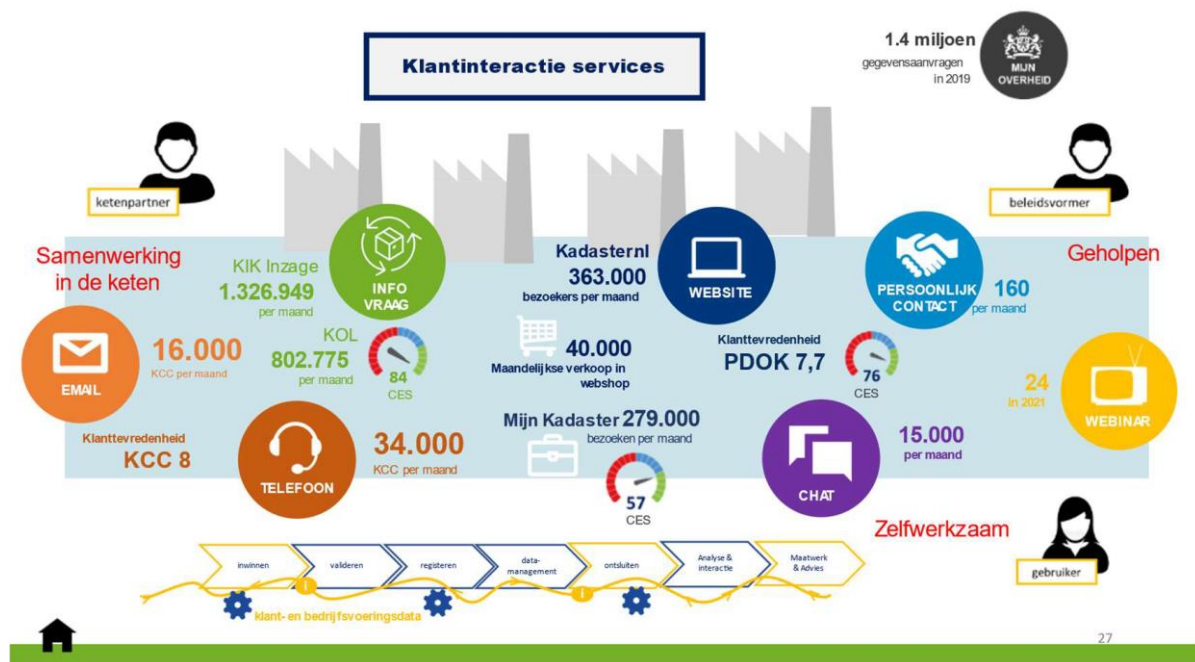 Klantinteractie services
1.4 miljoen
gegevensaanvragen
in 2019
MIJN
OVERHEID
ketenpartner
beleidsvormer
Samenwerking
in de keten
KIK Inzage
1.326.949
per maand
INFO
VRAAG
Kadasternl
363.000
bezoekers per maand
WEBSITE
PERSOONLIJK
CONTACT
160
per maand
Geholpen
EMAIL
16.000
KCC per maand
KOL
802.775
per maand
84
CES
40.000
Maandelijkse verkoop in
webshop
Klanttevredenheid
PDOK 7,7
76
CES
24
in 2021
WEBINAR
Klanttevredenheid
KCC 8
TELEFOON
34.000
KCC per maand
Mijn Kadaster 279.000
bezoeken per maand
57
CES
CHAT
15.000
per maand
Zelfwerkzaam
gebruiker
inwinnen
valideren
registeren
data-
management
ontsluiten
Analyse &
interactie
Maatwerk
& Advies
klant- en bedrijfsvoeringsdata
27